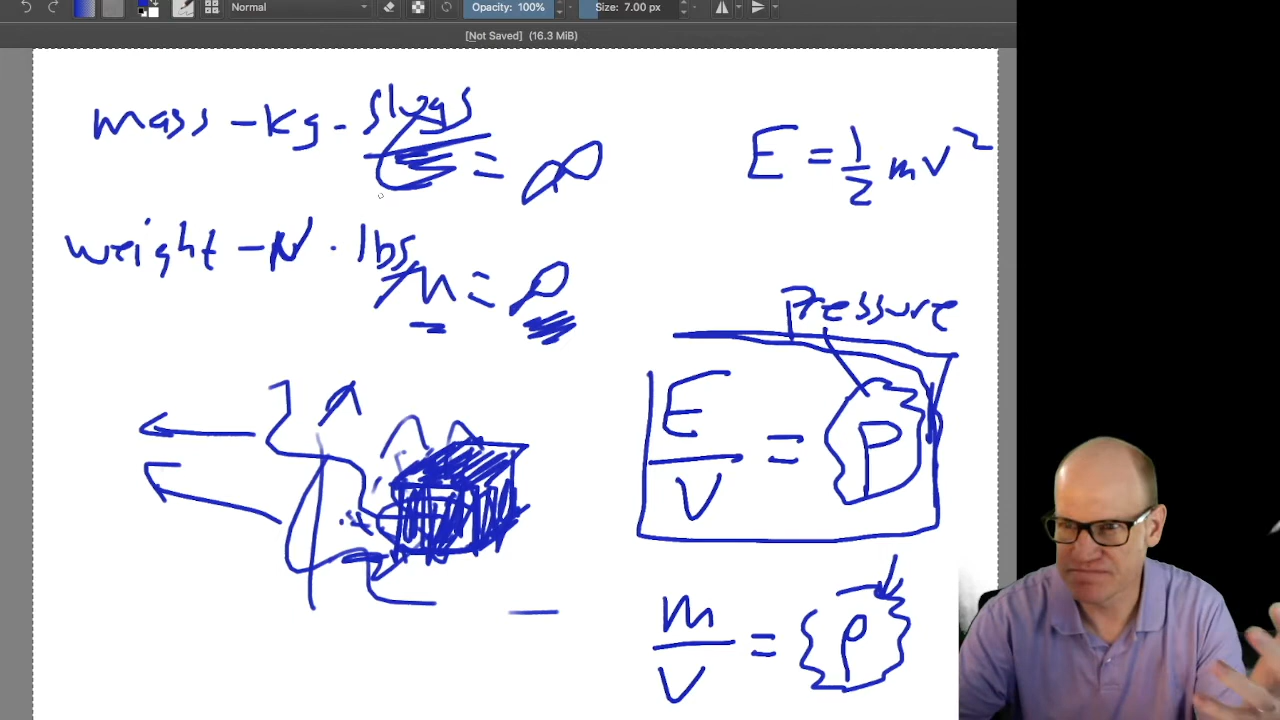 Normal
Opacity: 100%
Size: 7.00 px
[Not Saved] (16.3 MiB)
mass - kg - slugs
= ∞
weight - N · lbs
m = ρ
E = 1/2 mv²
Pressure
E/V = P
m/V = ρ